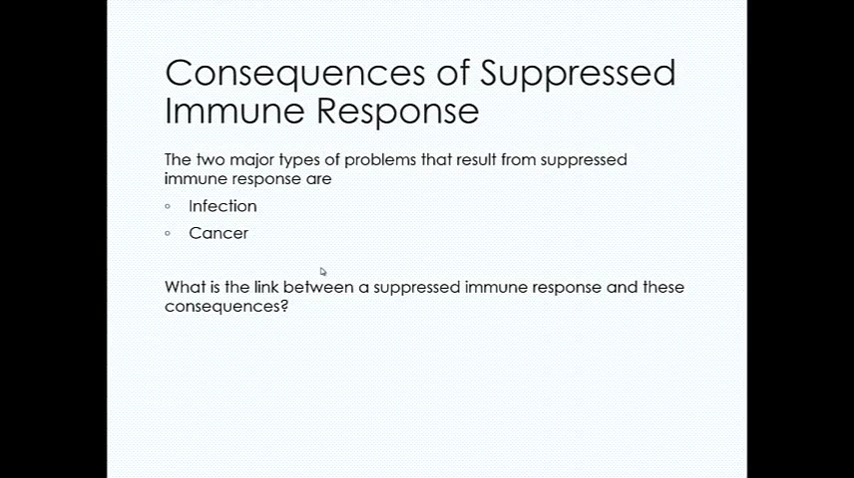 Consequences of Suppressed
Immune Response
The two major types of problems that result from suppressed
immune response are
◦ Infection
◦ Cancer
What is the link between a suppressed immune response and these
consequences?